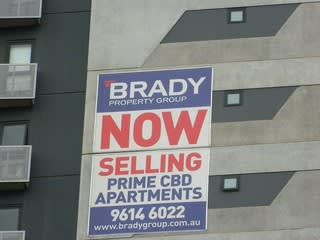 BRADY
PROPERTY GROUP
NOW
SELLING
PRIME CBD
APARTMENTS
9614 6022
www.bradygroup.com.au